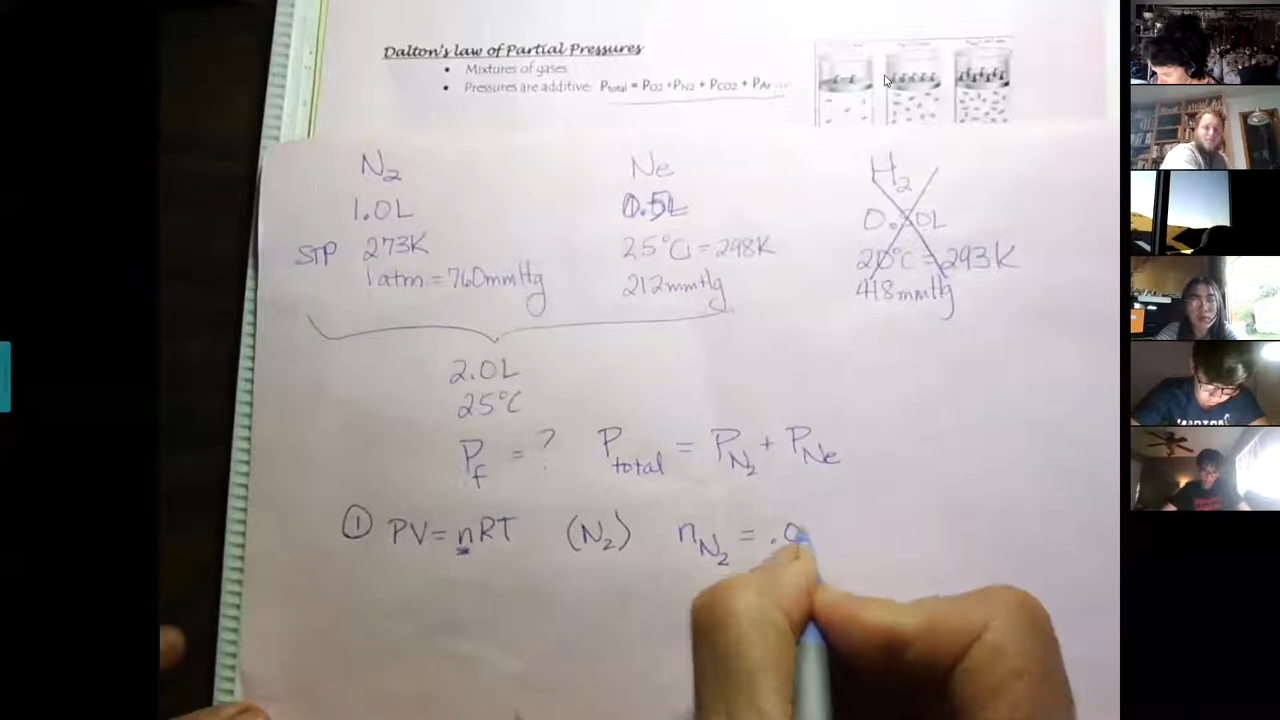 Dalton's law of Partial Pressures
• Mixtures of gases
• Pressures are additive: Ptotal = PO2 + PN2 + PCO2 + PAr ...
N2
1.0L
STP 273K
1atm = 760mmHg
Ne
0.5L
25°C = 298K
212mmHg
H2
0.50L
20°C = 293K
418mmHg
2.0L
25°C
Pf = ? Ptotal = PN2 + PNe
① PV = nRT (N2) nN2 = .0